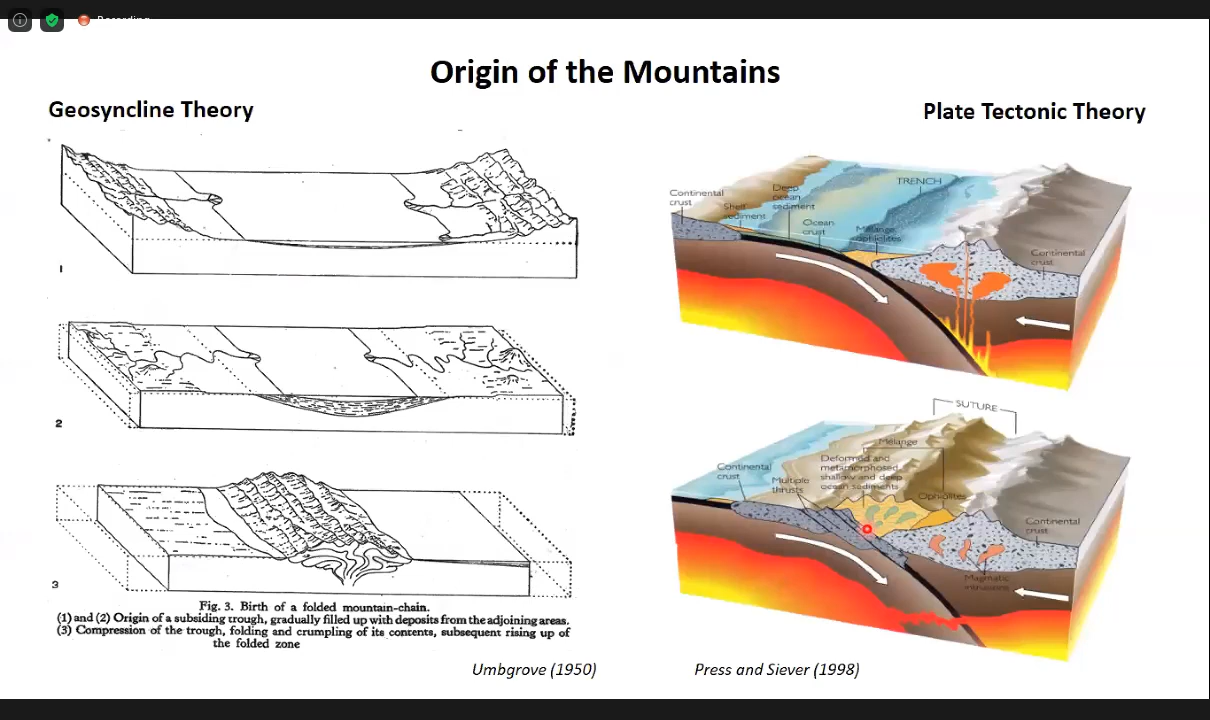 Recording
Origin of the Mountains
Geosyncline Theory
Plate Tectonic Theory
1
2
3
Fig. 3. Birth of a folded mountain-chain.
(1) and (2) Origin of a subsiding trough, gradually filled up with deposits from the adjoining areas.
(3) Compression of the trough, folding and crumpling of its contents, subsequent rising up of
the folded zone
Umbgrove (1950)
Continental
crust
Shelf
sediment
Deep
ocean
sediment
Ocean
crust
TRENCH
Mélange,
ophiolites
Continental
crust
SUTURE
Mélange
Continental
crust
Multiple
thrusts
Deformed and
metamorphosed
shallow and deep
ocean sediments
Ophiolites
Continental
crust
Magmatic
intrusions
Press and Siever (1998)